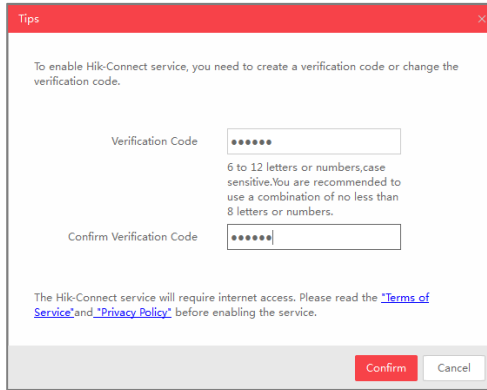 Tips
To enable Hik-Connect service, you need to create a verification code or change the
verification code.
Verification Code ●●●●●●
6 to 12 letters or numbers,case
sensitive.You are recommended to
use a combination of no less than
8 letters or numbers.
Confirm Verification Code ●●●●●●
The Hik-Connect service will require internet access. Please read the "Terms of
Service"and "Privacy Policy" before enabling the service.
Confirm Cancel